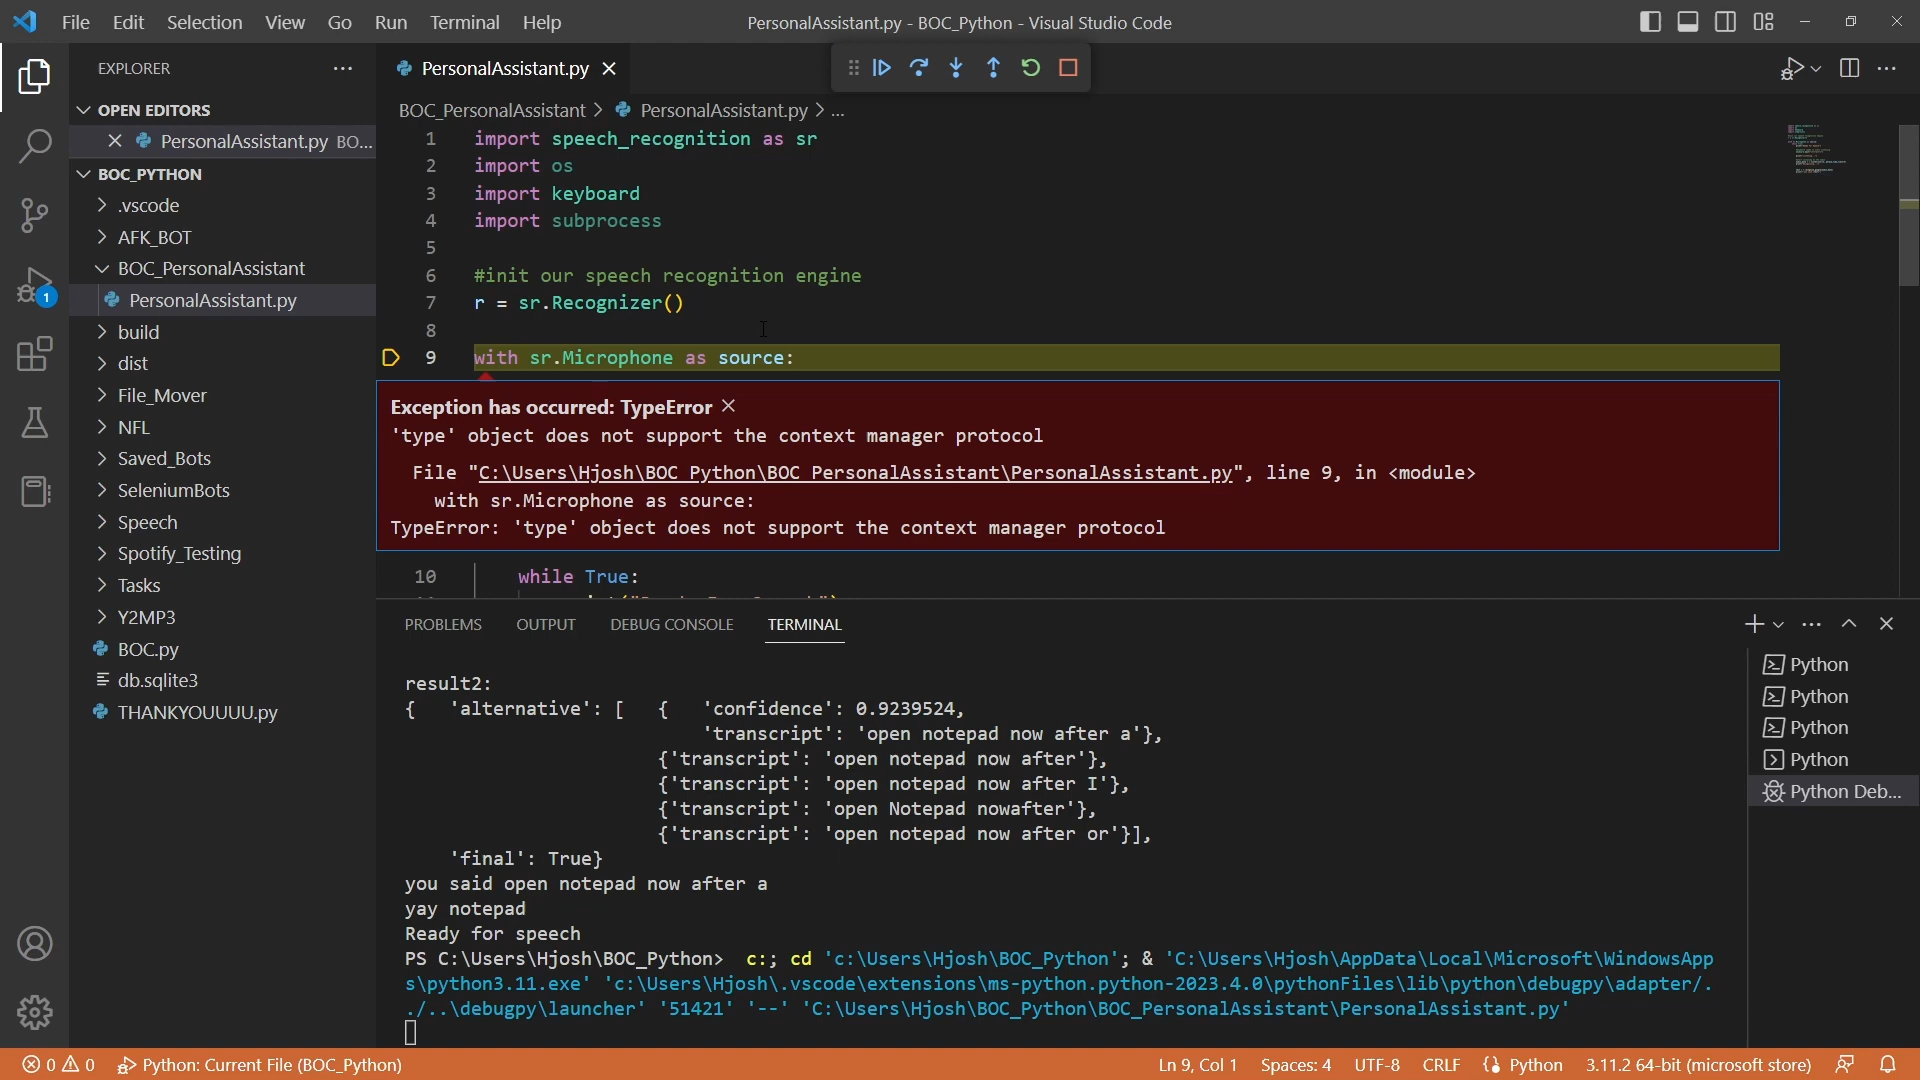 File Edit Selection View Go Run Terminal Help
PersonalAssistant.py - BOC_Python - Visual Studio Code
EXPLORER
PersonalAssistant.py
OPEN EDITORS
PersonalAssistant.py BO...
BOC_PYTHON
.vscode
AFK_BOT
BOC_PersonalAssistant
PersonalAssistant.py
build
dist
File_Mover
NFL
Saved_Bots
SeleniumBots
Speech
Spotify_Testing
Tasks
Y2MP3
BOC.py
db.sqlite3
THANKYOUUUU.py
1
BOC_PersonalAssistant > PersonalAssistant.py > ...
1 import speech_recognition as sr
2 import os
3 import keyboard
4 import subprocess
5
6 #init our speech recognition engine
7 r = sr.Recognizer()
8
9 with sr.Microphone as source:
Exception has occurred: TypeError
'type' object does not support the context manager protocol
File "C:\Users\Hjosh\BOC_Python\BOC_PersonalAssistant\PersonalAssistant.py", line 9, in <module>
with sr.Microphone as source:
TypeError: 'type' object does not support the context manager protocol
10 while True:
PROBLEMS OUTPUT DEBUG CONSOLE TERMINAL
result2:
{ 'alternative': [ { 'confidence': 0.9239524,
'transcript': 'open notepad now after a'},
{'transcript': 'open notepad now after'},
{'transcript': 'open notepad now after I'},
{'transcript': 'open Notepad nowafter'},
{'transcript': 'open notepad now after or'}],
'final': True}
you said open notepad now after a
yay notepad
Ready for speech
PS C:\Users\Hjosh\BOC_Python> c:; cd 'c:\Users\Hjosh\BOC_Python'; & 'C:\Users\Hjosh\AppData\Local\Microsoft\WindowsApp
s\python3.11.exe' 'c:\Users\Hjosh\.vscode\extensions\ms-python.python-2023.4.0\pythonFiles\lib\python\debugpy\adapter/.
./..\debugpy\launcher' '51421' '--' 'C:\Users\Hjosh\BOC_Python\BOC_PersonalAssistant\PersonalAssistant.py'
Python
Python
Python
Python
Python Deb...
0 0 Python: Current File (BOC_Python)
Ln 9, Col 1 Spaces: 4 UTF-8 CRLF {} Python 3.11.2 64-bit (microsoft store)